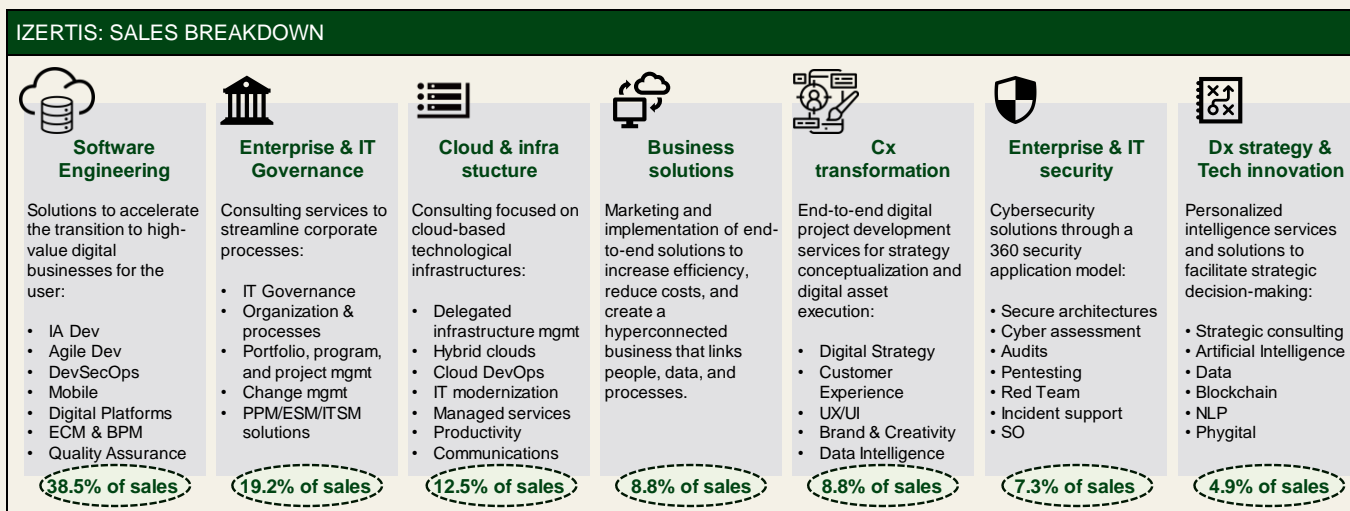 IZERTIS: SALES BREAKDOWN
Software
Engineering
Solutions to accelerate
the transition to high-
value digital
businesses for the
user:
• IA Dev
• Agile Dev
• DevSecOps
• Mobile
• Digital Platforms
• ECM & BPM
• Quality Assurance
38.5% of sales
Enterprise & IT
Governance
Consulting services to
streamline corporate
processes:
• IT Governance
• Organization &
processes
• Portfolio, program,
and project mgmt
• Change mgmt
• PPM/ESM/ITSM
solutions
19.2% of sales
Cloud & infra
stucture
Consulting focused on
cloud-based
technological
infrastructures:
• Delegated
infrastructure mgmt
• Hybrid clouds
• Cloud DevOps
• IT modernization
• Managed services
• Productivity
• Communications
12.5% of sales
Business
solutions
Marketing and
implementation of end-
to-end solutions to
increase efficiency,
reduce costs, and
create a
hyperconnected
business that links
people, data, and
processes.
8.8% of sales
Cx
transformation
End-to-end digital
project development
services for strategy
conceptualization and
digital asset
execution:
• Digital Strategy
• Customer
Experience
• UX/UI
• Brand & Creativity
• Data Intelligence
8.8% of sales
Enterprise & IT
security
Cybersecurity
solutions through a
360 security
application model:
• Secure architectures
• Cyber assessment
• Audits
• Pentesting
• Red Team
• Incident support
• SO
7.3% of sales
Dx strategy &
Tech innovation
Personalized
intelligence services
and solutions to
facilitate strategic
decision-making:
• Strategic consulting
• Artificial Intelligence
• Data
• Blockchain
• NLP
• Phygital
4.9% of sales